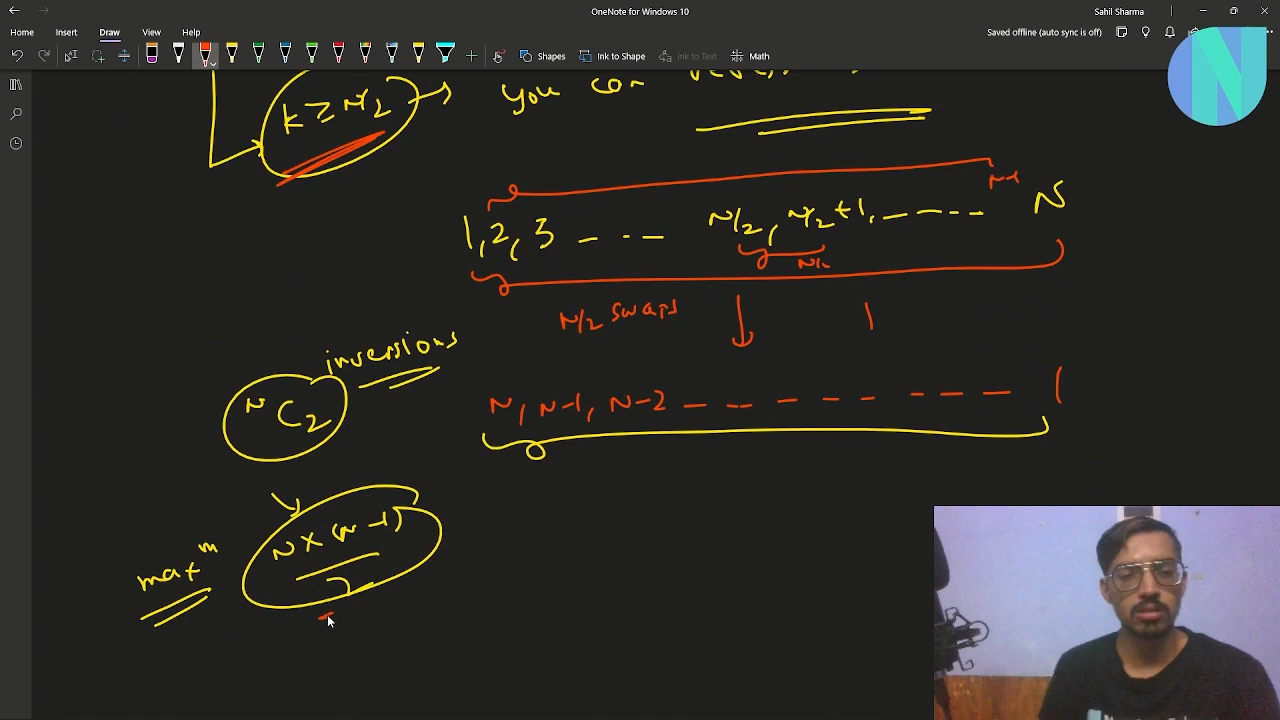 OneNote for Windows 10
Sahil Sharma
Home Insert Draw View Help
Saved offline (auto sync is off)
Shapes Ink to Shape Ink to Text Math
k ≥ N/2 → you can
1, 2, 3 - - - N/2, N/2+1, - - - - N
N-1
N/2 swaps
inversions
N C 2
N, N-1, N-2 - - - - - - - - 1
N x (N-1)
2
max m